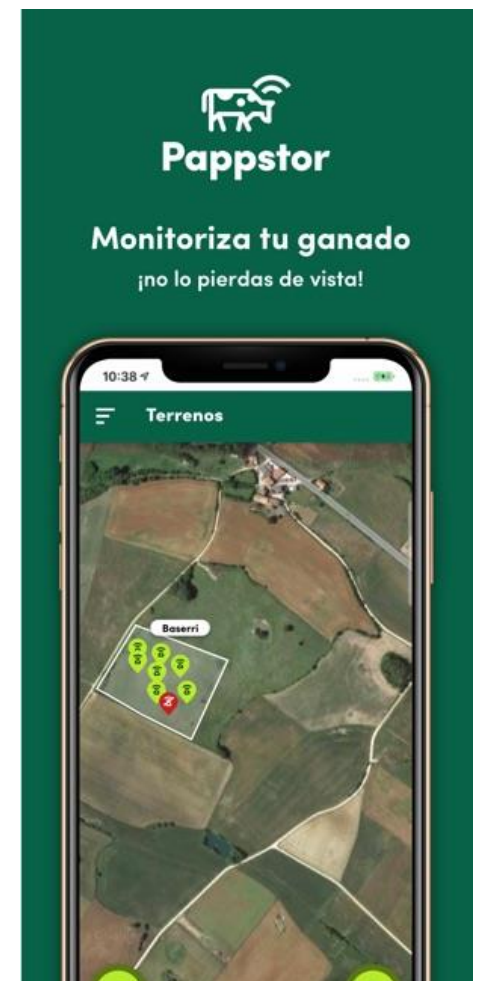 Pappstor
Monitoriza tu ganado
¡no lo pierdas de vista!
10:38
Terrenos
Baserri